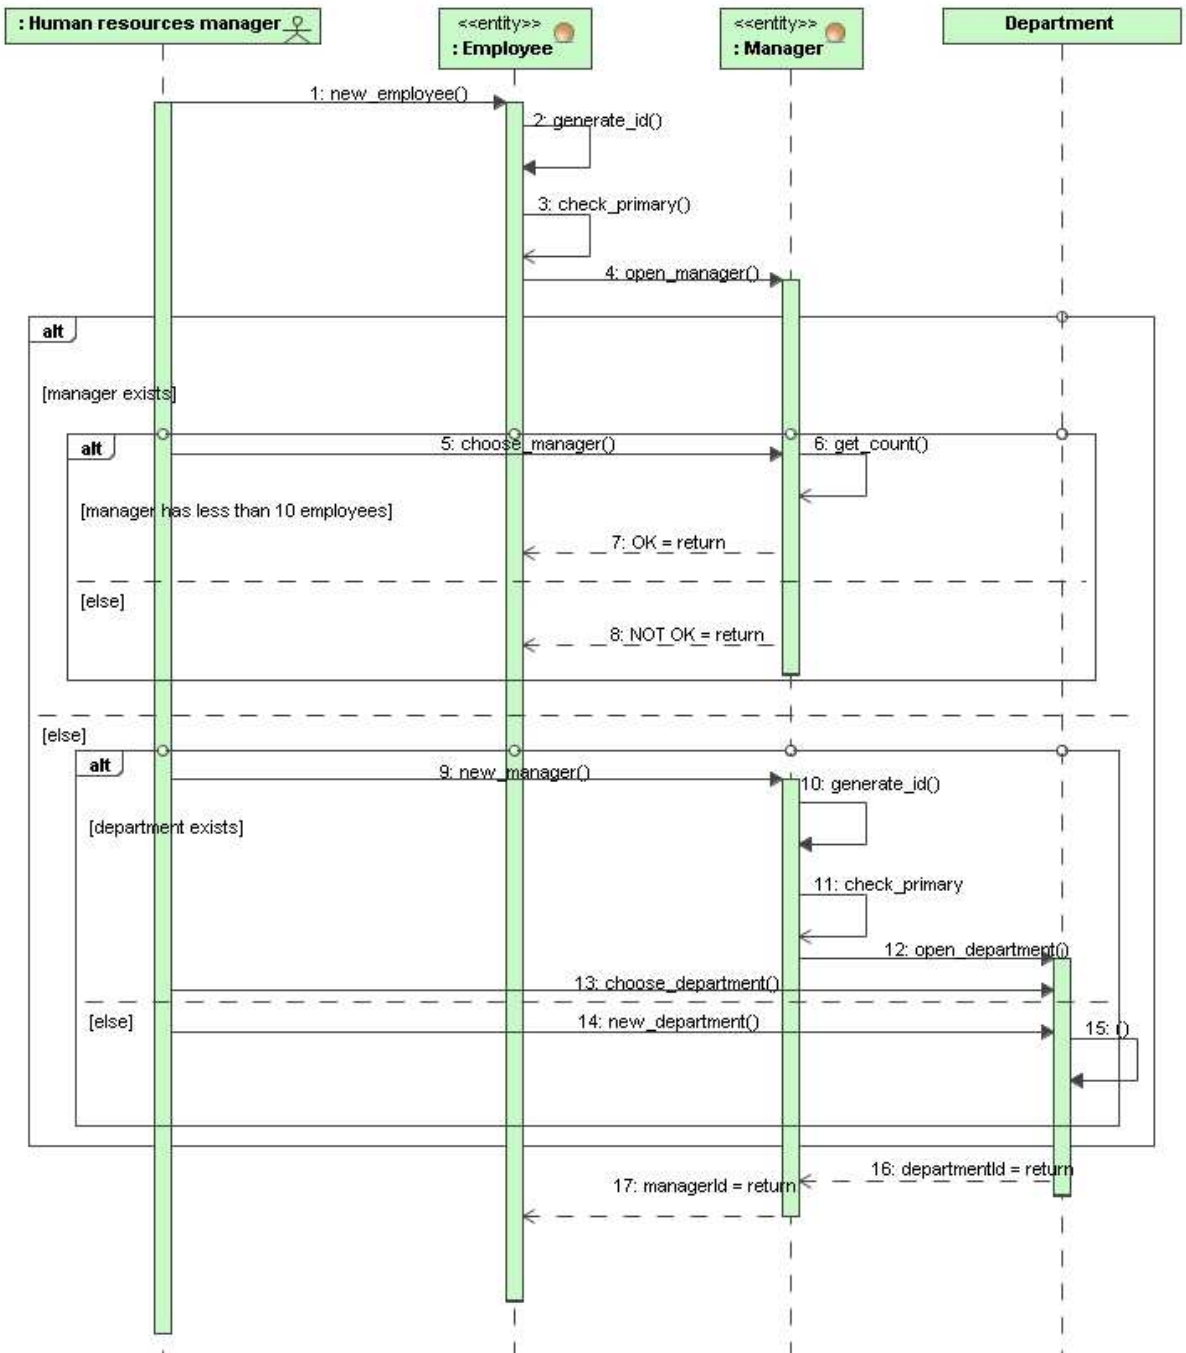 : Human resources manager
<<entity>>
: Employee
<<entity>>
: Manager
Department
1: new_employee()
2: generate_id()
3: check_primary()
4: open_manager()
alt
[manager exists]
alt
5: choose_manager()
6: get_count()
[manager has less than 10 employees]
7: OK = return
[else]
8: NOT OK = return
[else]
alt
9: new_manager()
10: generate_id()
[department exists]
11: check_primary
12: open_department()
13: choose_department()
[else]
14: new_department()
15: ()
16: departmentId = return
17: managerId = return